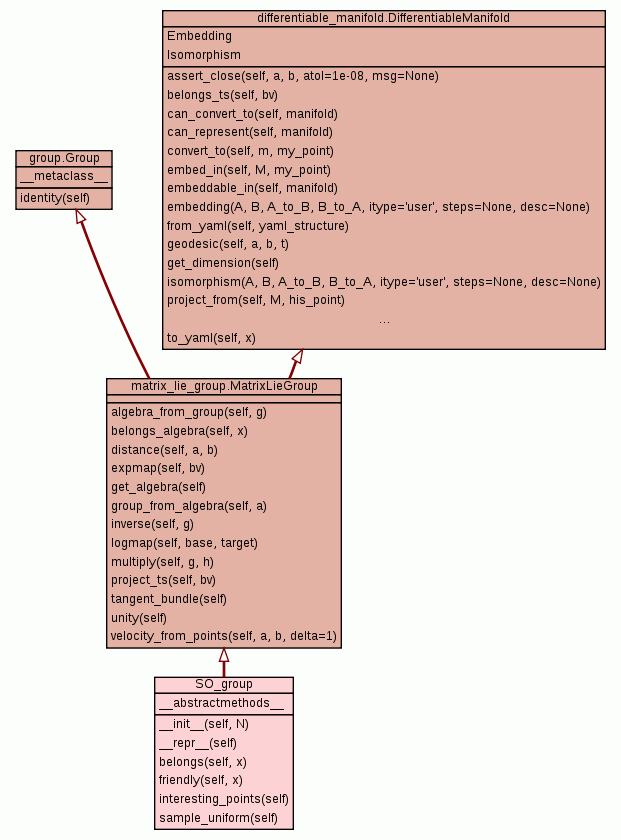 differentiable_manifold.DifferentiableManifold
Embedding
Isomorphism
assert_close(self, a, b, atol=1e-08, msg=None)
belongs_ts(self, bv)
can_convert_to(self, manifold)
can_represent(self, manifold)
convert_to(self, m, my_point)
embed_in(self, M, my_point)
embeddable_in(self, manifold)
embedding(A, B, A_to_B, B_to_A, itype='user', steps=None, desc=None)
from_yaml(self, yaml_structure)
geodesic(self, a, b, t)
get_dimension(self)
isomorphism(A, B, A_to_B, B_to_A, itype='user', steps=None, desc=None)
project_from(self, M, his_point)
...
to_yaml(self, x)
group.Group
__metaclass__
identity(self)
matrix_lie_group.MatrixLieGroup
algebra_from_group(self, g)
belongs_algebra(self, x)
distance(self, a, b)
expmap(self, bv)
get_algebra(self)
group_from_algebra(self, a)
inverse(self, g)
logmap(self, base, target)
multiply(self, g, h)
project_ts(self, bv)
tangent_bundle(self)
unity(self)
velocity_from_points(self, a, b, delta=1)
SO_group
__abstractmethods__
__init__(self, N)
__repr__(self)
belongs(self, x)
friendly(self, x)
interesting_points(self)
sample_uniform(self)